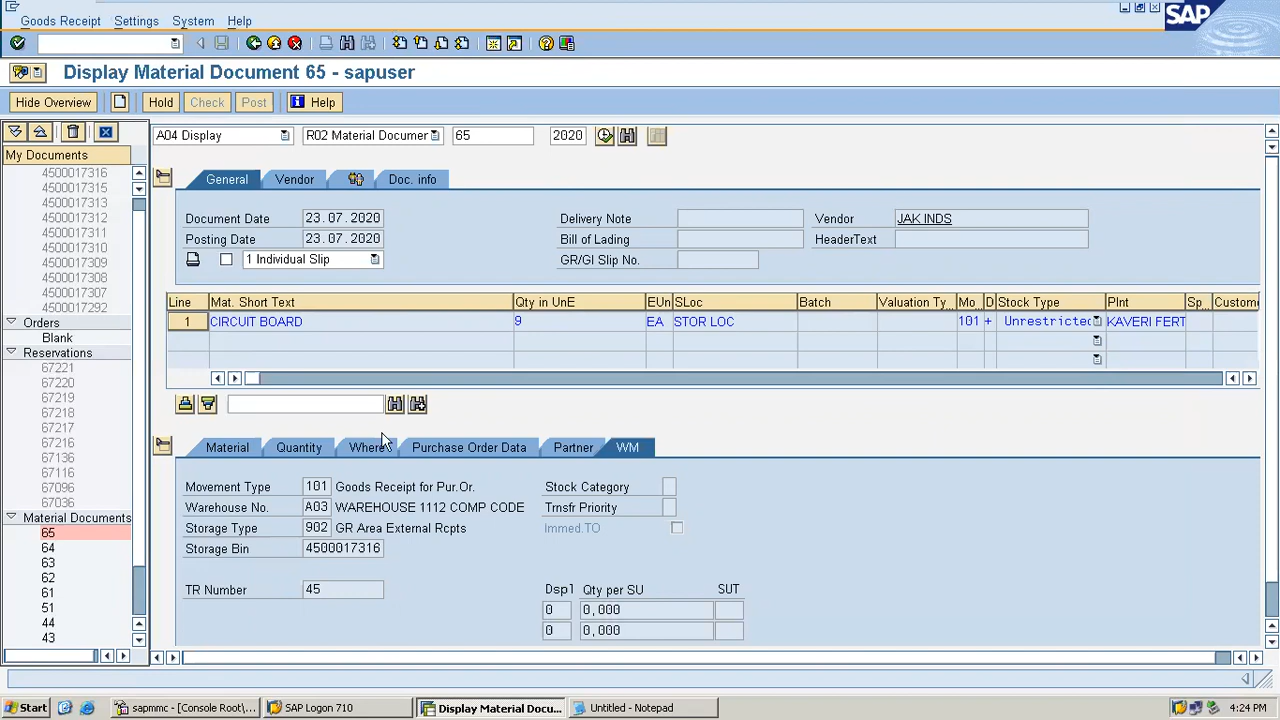 Goods Receipt Settings System Help
SAP
Display Material Document 65 - sapuser
Hide Overview Hold Check Post Help
My Documents
4500017316
4500017315
4500017313
4500017312
4500017311
4500017310
4500017309
4500017308
4500017307
4500017292
Orders
Blank
Reservations
67221
67220
67219
67218
67217
67216
67136
67116
67096
67036
Material Documents
65
64
63
62
61
51
44
43
A04 Display R02 Material Documer 65 2020
General Vendor Doc. info
Document Date 23.07.2020 Delivery Note Vendor JAK INDS
Posting Date 23.07.2020 Bill of Lading HeaderText
1 Individual Slip GR/GI Slip No.
Line Mat. Short Text Qty in UnE EUn SLoc Batch Valuation Ty... Mo D Stock Type Plnt Sp Custome
1 CIRCUIT BOARD 9 EA STOR LOC 101 + Unrestricted KAVERI FERT
Material Quantity Where Purchase Order Data Partner WM
Movement Type 101 Goods Receipt for Pur.Or. Stock Category
Warehouse No. A03 WAREHOUSE 1112 COMP CODE Trnsfr Priority
Storage Type 902 GR Area External Rcpts Immed.TO
Storage Bin 4500017316
TR Number 45 Dspl Qty per SU SUT
0 0,000
0 0,000
Start sapmmc - [Console Root\... SAP Logon 710 Display Material Docu... Untitled - Notepad 4:24 PM